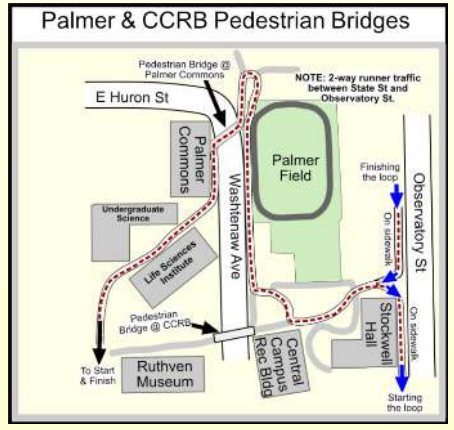 Palmer & CCRB Pedestrian Bridges
Pedestrian Bridge @
Palmer Commons
NOTE: 2-way runner traffic
between State St and
Observatory St.
E Huron St
Palmer
Commons
Palmer
Field
Finishing
the loop
Observatory St
On sidewalk
Washtenaw Ave
Undergraduate
Science
Life Sciences
Institute
Pedestrian
Bridge @ CCRB
Stockwell
Hall
On sidewalk
Central
Campus
Rec Bldg
To Start
& Finish
Ruthven
Museum
Starting
the loop